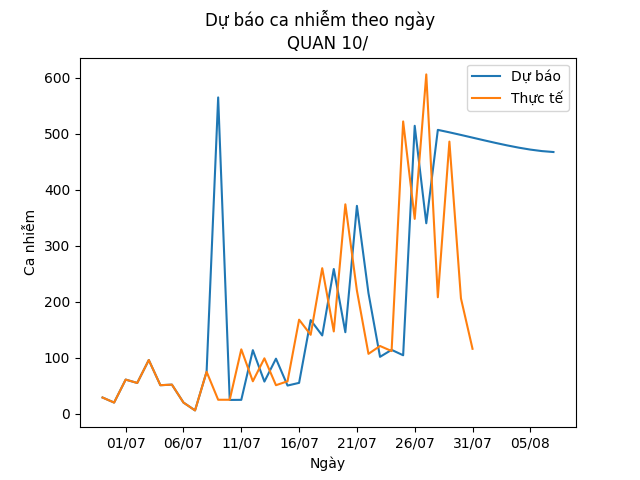 Dự báo ca nhiễm theo ngày
QUAN 10/
Dự báo
Thực tế
Ca nhiễm
600
500
400
300
200
100
0
01/07 06/07 11/07 16/07 21/07 26/07 31/07 05/08
Ngày